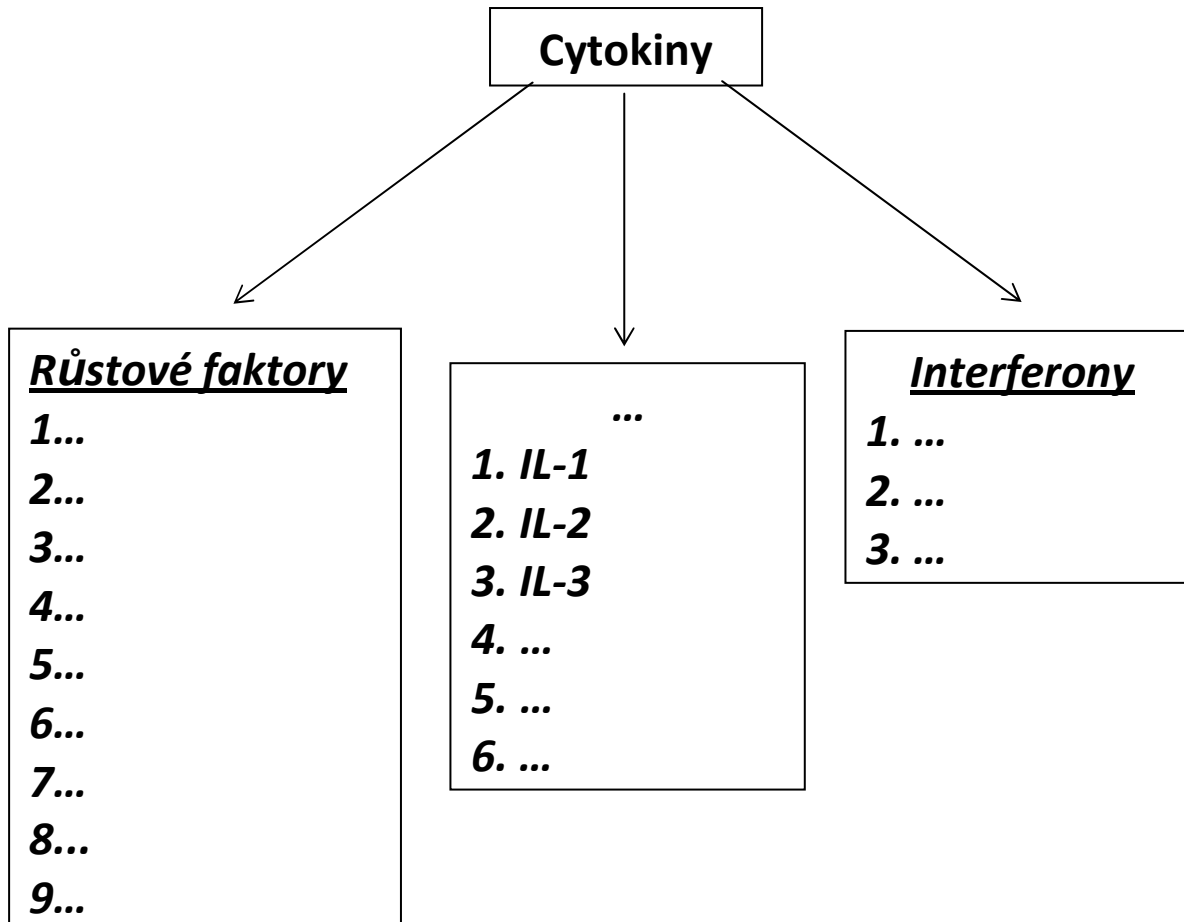 Cytokiny
Růstové faktory
1…
2…
3…
4…
5…
6…
7…
8...
9…
…
1. IL-1
2. IL-2
3. IL-3
4. …
5. …
6. …
Interferony
1. …
2. …
3. …